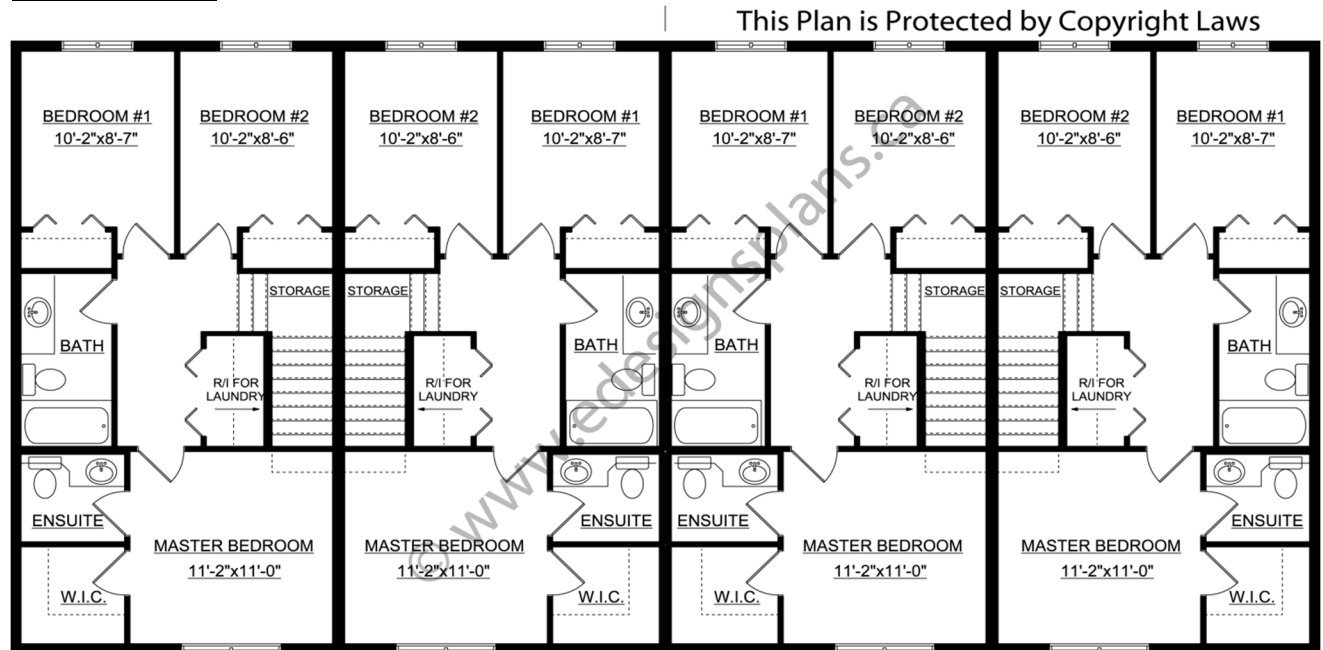 This Plan is Protected by Copyright Laws
BEDROOM #1
10'-2"x8'-7"
BEDROOM #2
10'-2"x8'-6"
BEDROOM #2
10'-2"x8'-6"
BEDROOM #1
10'-2"x8'-7"
BEDROOM #1
10'-2"x8'-7"
BEDROOM #2
10'-2"x8'-6"
BEDROOM #2
10'-2"x8'-6"
BEDROOM #1
10'-2"x8'-7"
STORAGE
STORAGE
STORAGE
STORAGE
BATH
BATH
BATH
BATH
R/I FOR
LAUNDRY
R/I FOR
LAUNDRY
R/I FOR
LAUNDRY
R/I FOR
LAUNDRY
ENSUITE
ENSUITE
ENSUITE
ENSUITE
MASTER BEDROOM
11'-2"x11'-0"
MASTER BEDROOM
11'-2"x11'-0"
MASTER BEDROOM
11'-2"x11'-0"
MASTER BEDROOM
11'-2"x11'-0"
W.I.C.
W.I.C.
W.I.C.
W.I.C.
© www.edesignsplans.ca